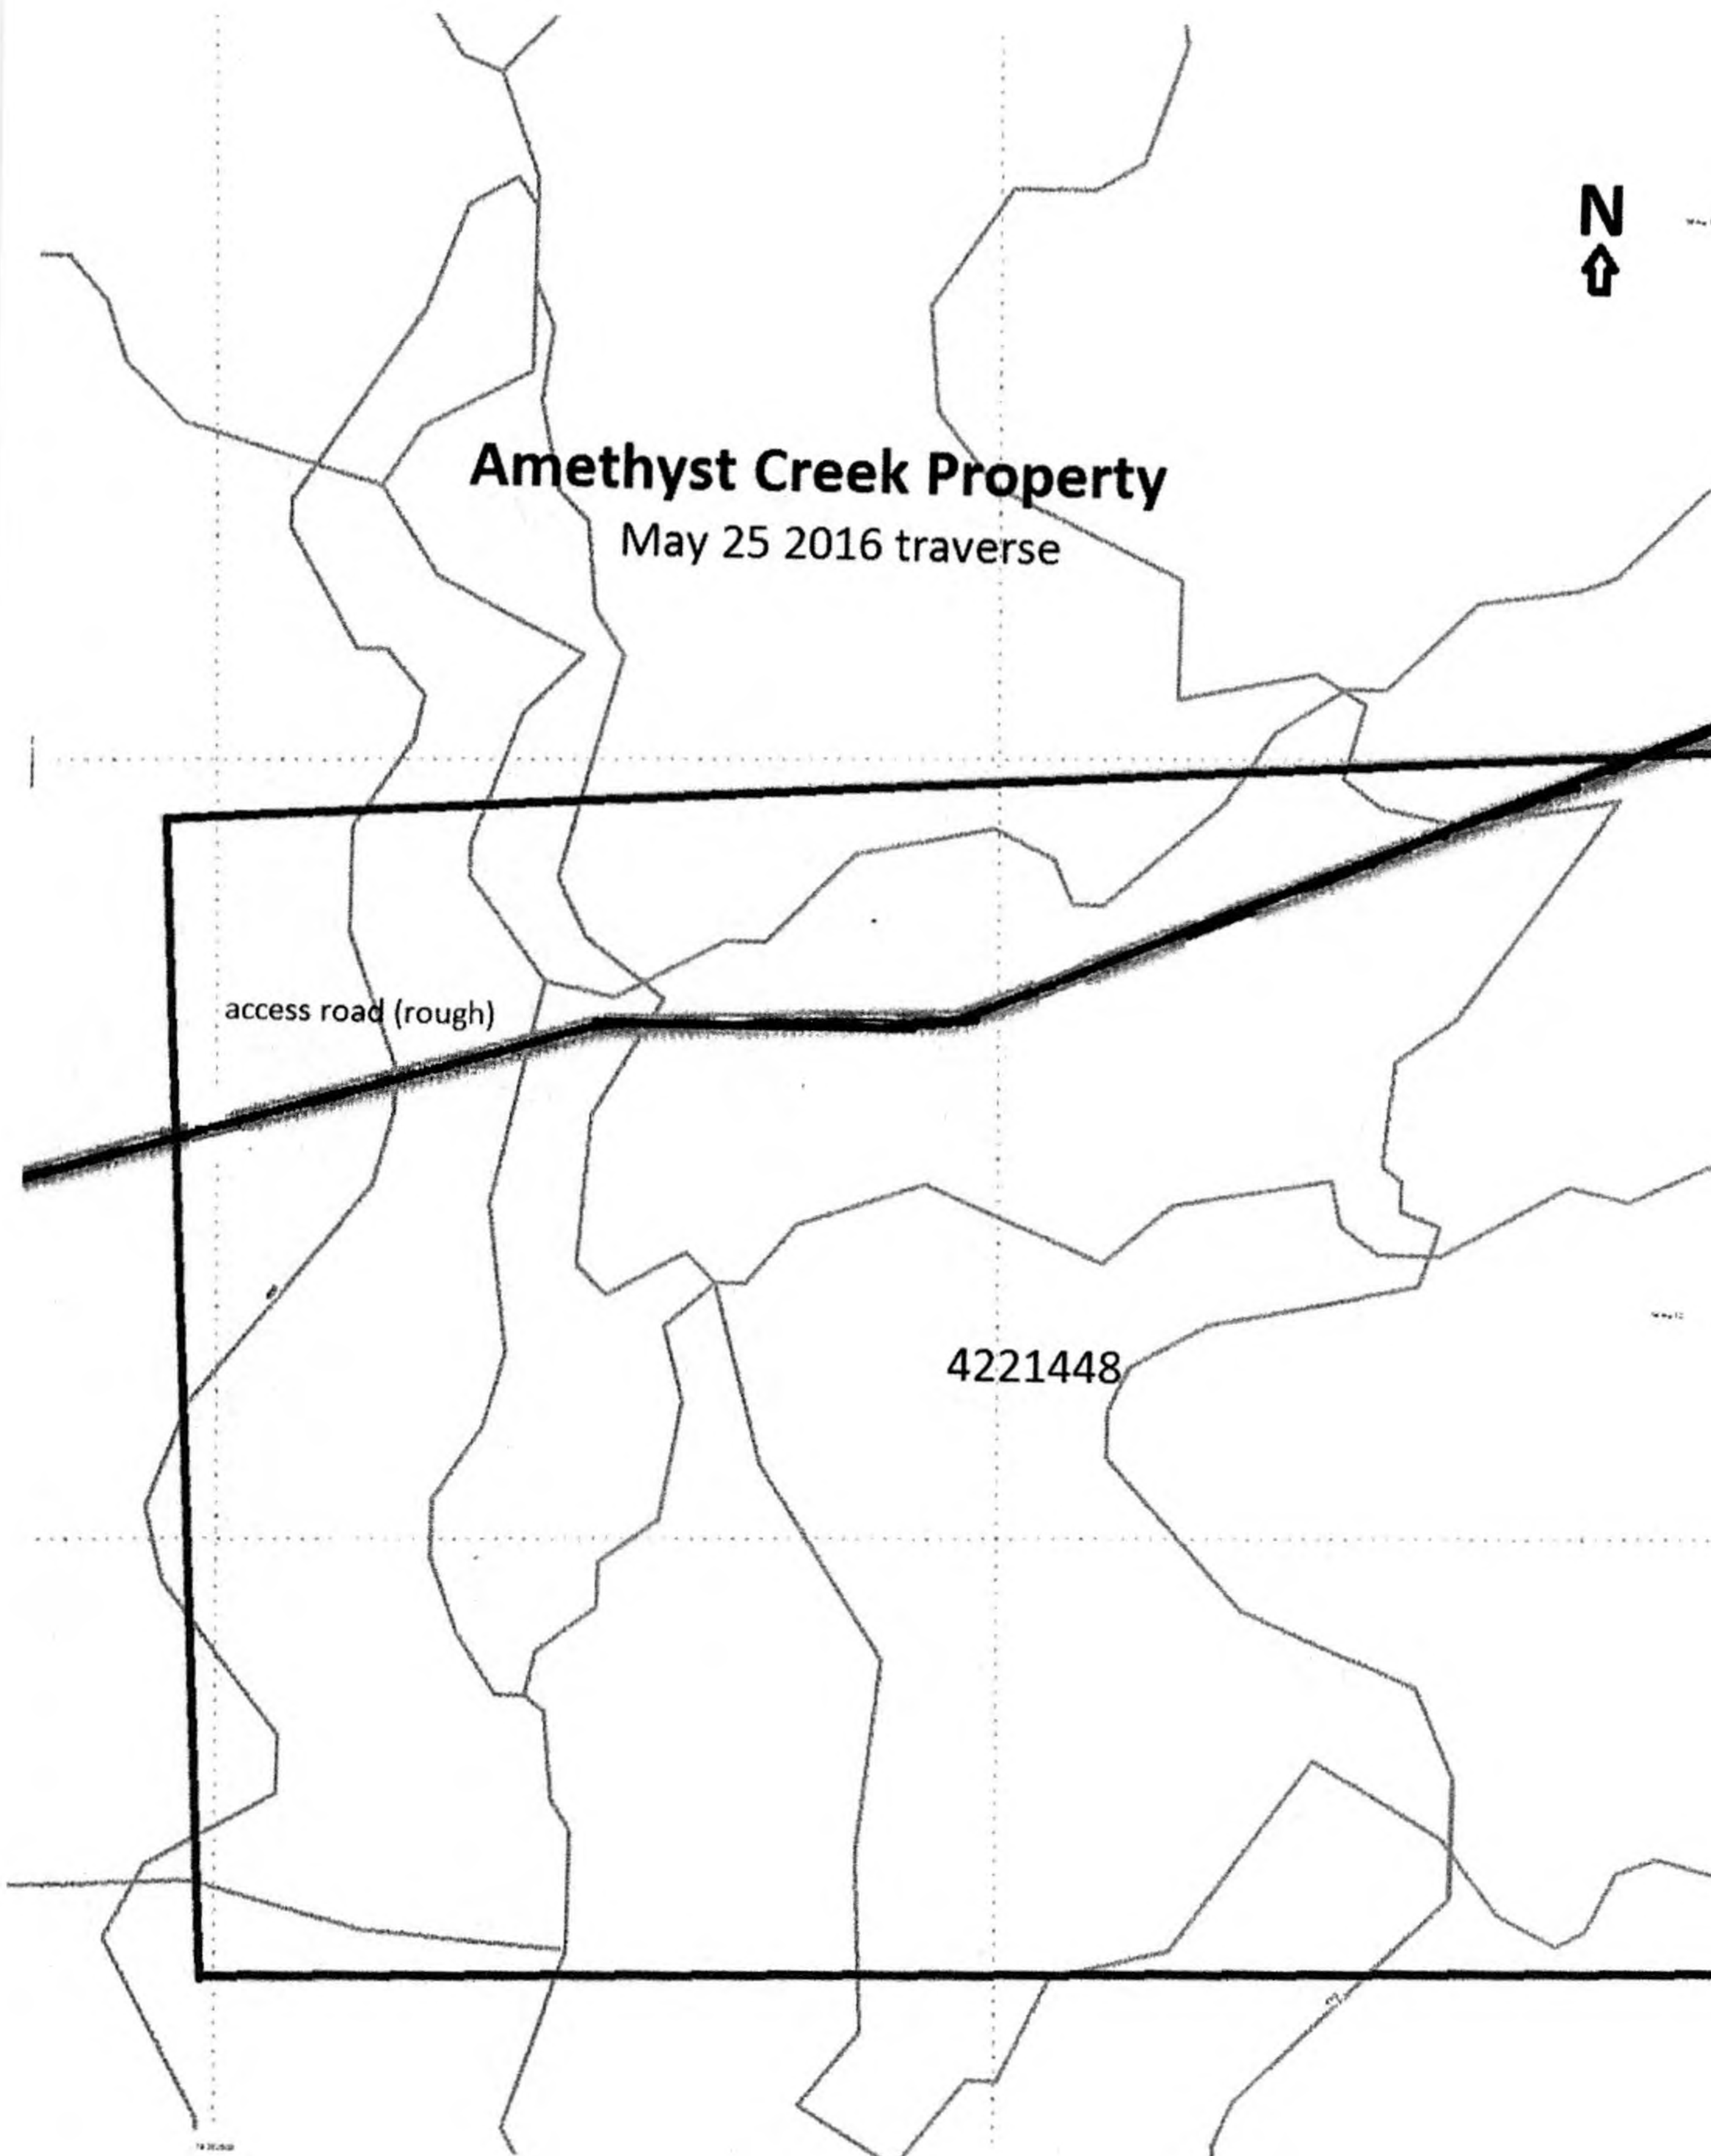 N
Amethyst Creek Property
May 25 2016 traverse
access road (rough)
4221448